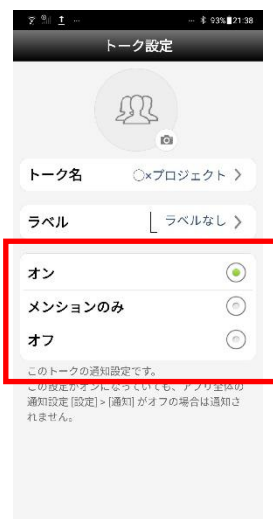 93% 21:38
トーク設定
トーク名 ○×プロジェクト
ラベル ラベルなし
オン
メンションのみ
オフ
このトークの通知設定です。
この設定がオンになっていても、アプリ全体の
通知設定 [設定] > [通知] がオフの場合は通知さ
れません。